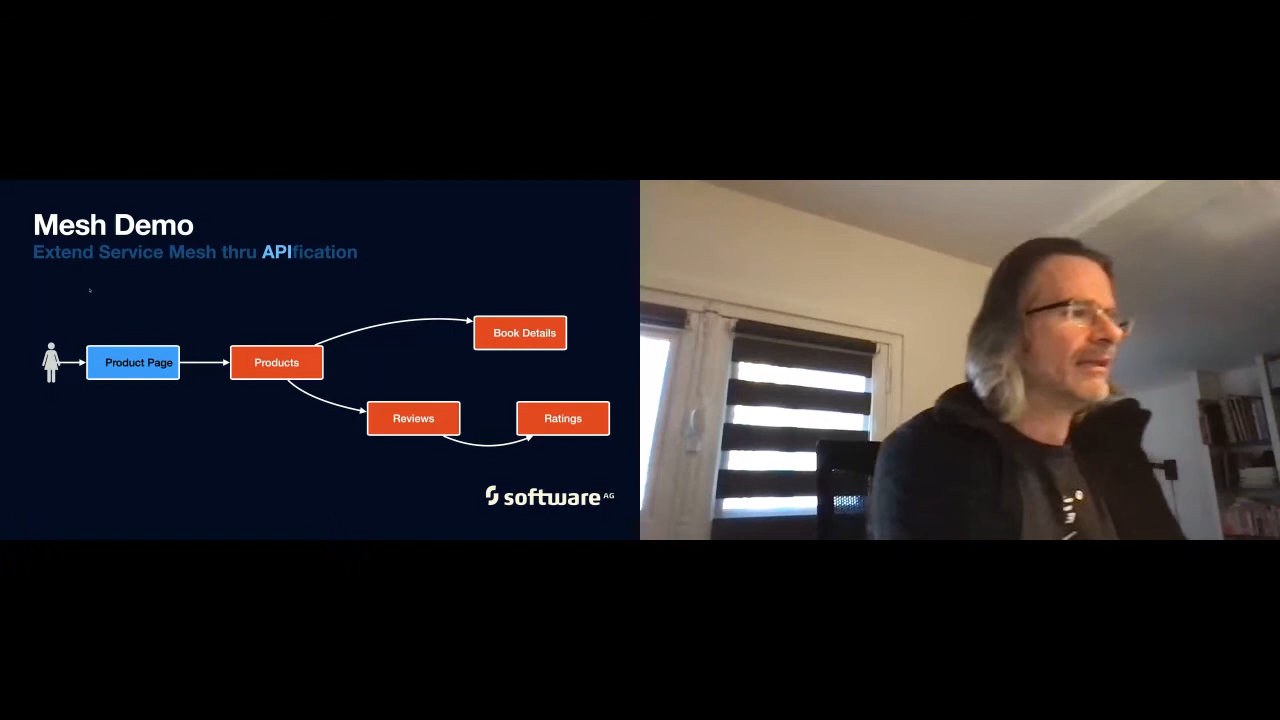 Mesh Demo
Extend Service Mesh thru APIfication
Book Details
Product Page
Products
Reviews
Ratings
software AG